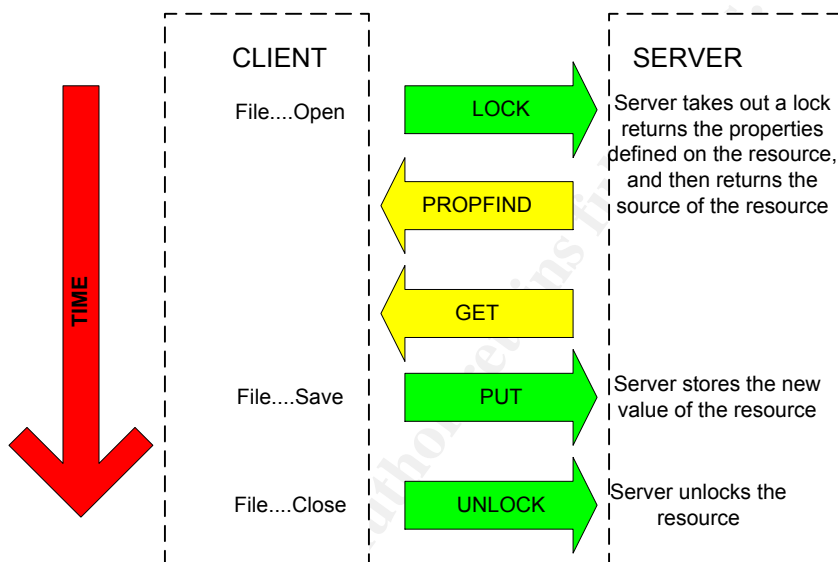 CLIENT
SERVER
File....Open
LOCK
Server takes out a lock
returns the properties
defined on the resource,
and then returns the
source of the resource
PROPFIND
TIME
GET
File....Save
PUT
Server stores the new
value of the resource
File....Close
UNLOCK
Server unlocks the
resource